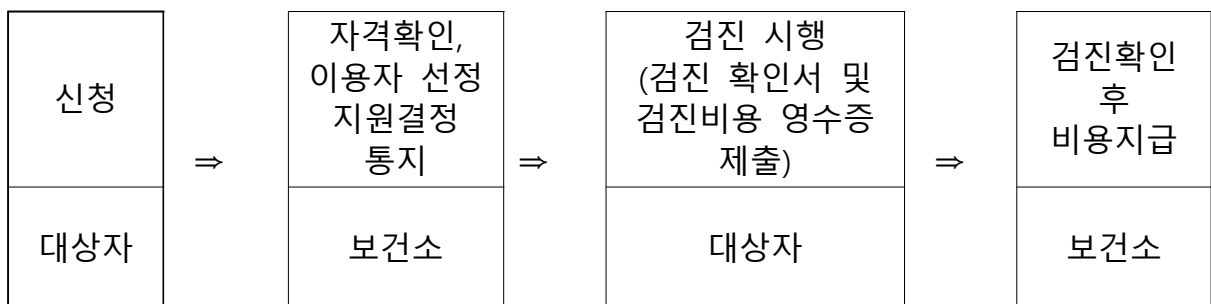 신청
⇒
자격확인,
이용자 선정
지원결정
통지
⇒
검진 시행
(검진 확인서 및
검진비용 영수증
제출)
⇒
검진확인
후
비용지급
대상자
보건소
대상자
보건소